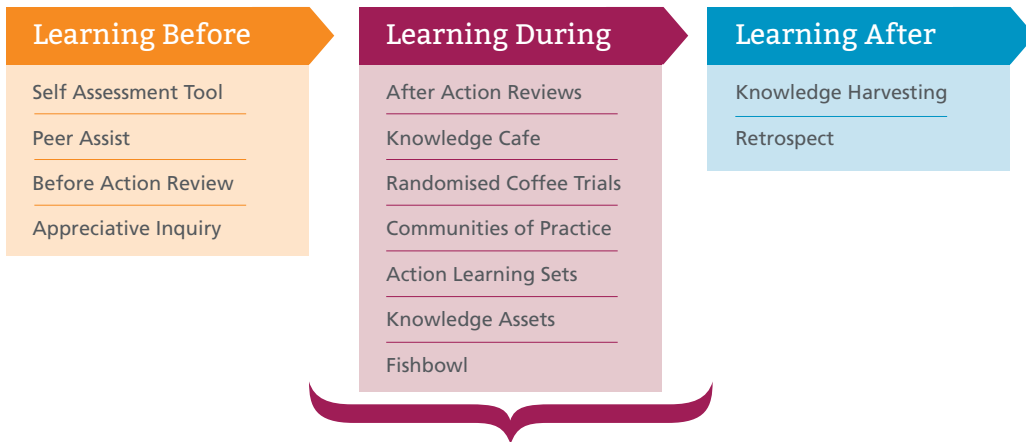 Learning Before
Self Assessment Tool
Peer Assist
Before Action Review
Appreciative Inquiry
Learning During
After Action Reviews
Knowledge Cafe
Randomised Coffee Trials
Communities of Practice
Action Learning Sets
Knowledge Assets
Fishbowl
Learning After
Knowledge Harvesting
Retrospect